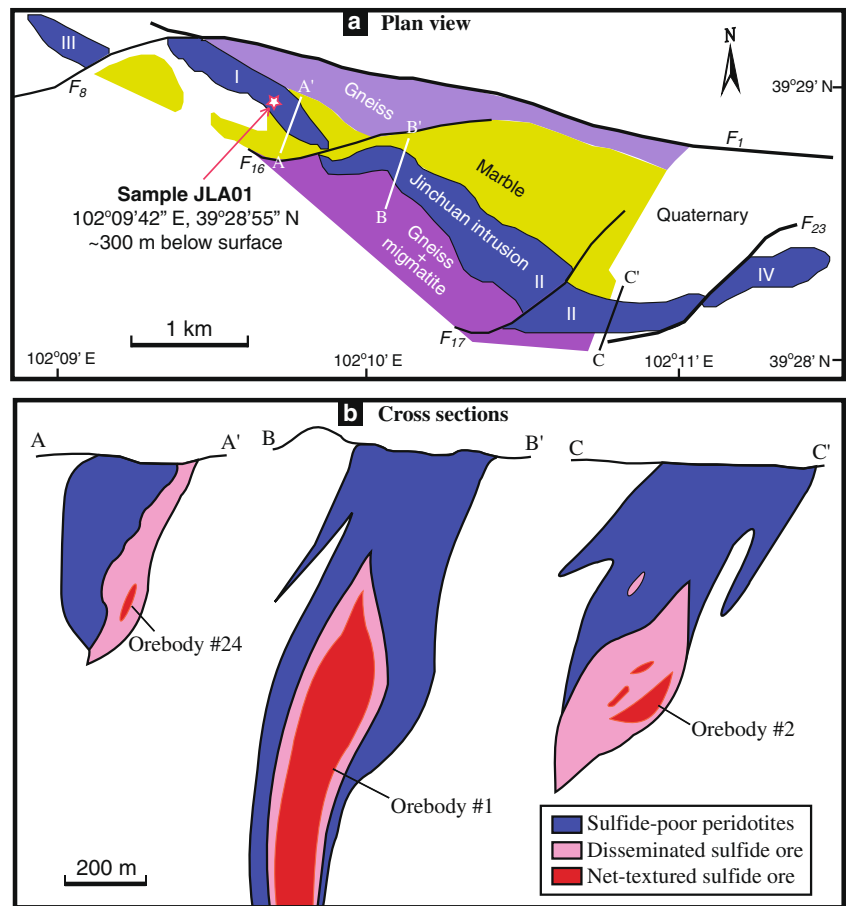 a Plan view
N
III
I
F8
A'
Gneiss
39°29' N
B'
F1
A
F16
Marble
Sample JLA01
102°09'42” E, 39°28'55” N
~300 m below surface
B
Jinchuan intrusion
Quaternary
F23
Gneiss
+
migmatite
II
C'
IV
II
1 km
F17
C
102°09' E
102°10' E
102°11' E
39°28' N
b Cross sections
A
A'
B
B'
C
C'
Orebody #24
Orebody #2
Orebody #1
Sulfide-poor peridotites
Disseminated sulfide ore
Net-textured sulfide ore
200 m